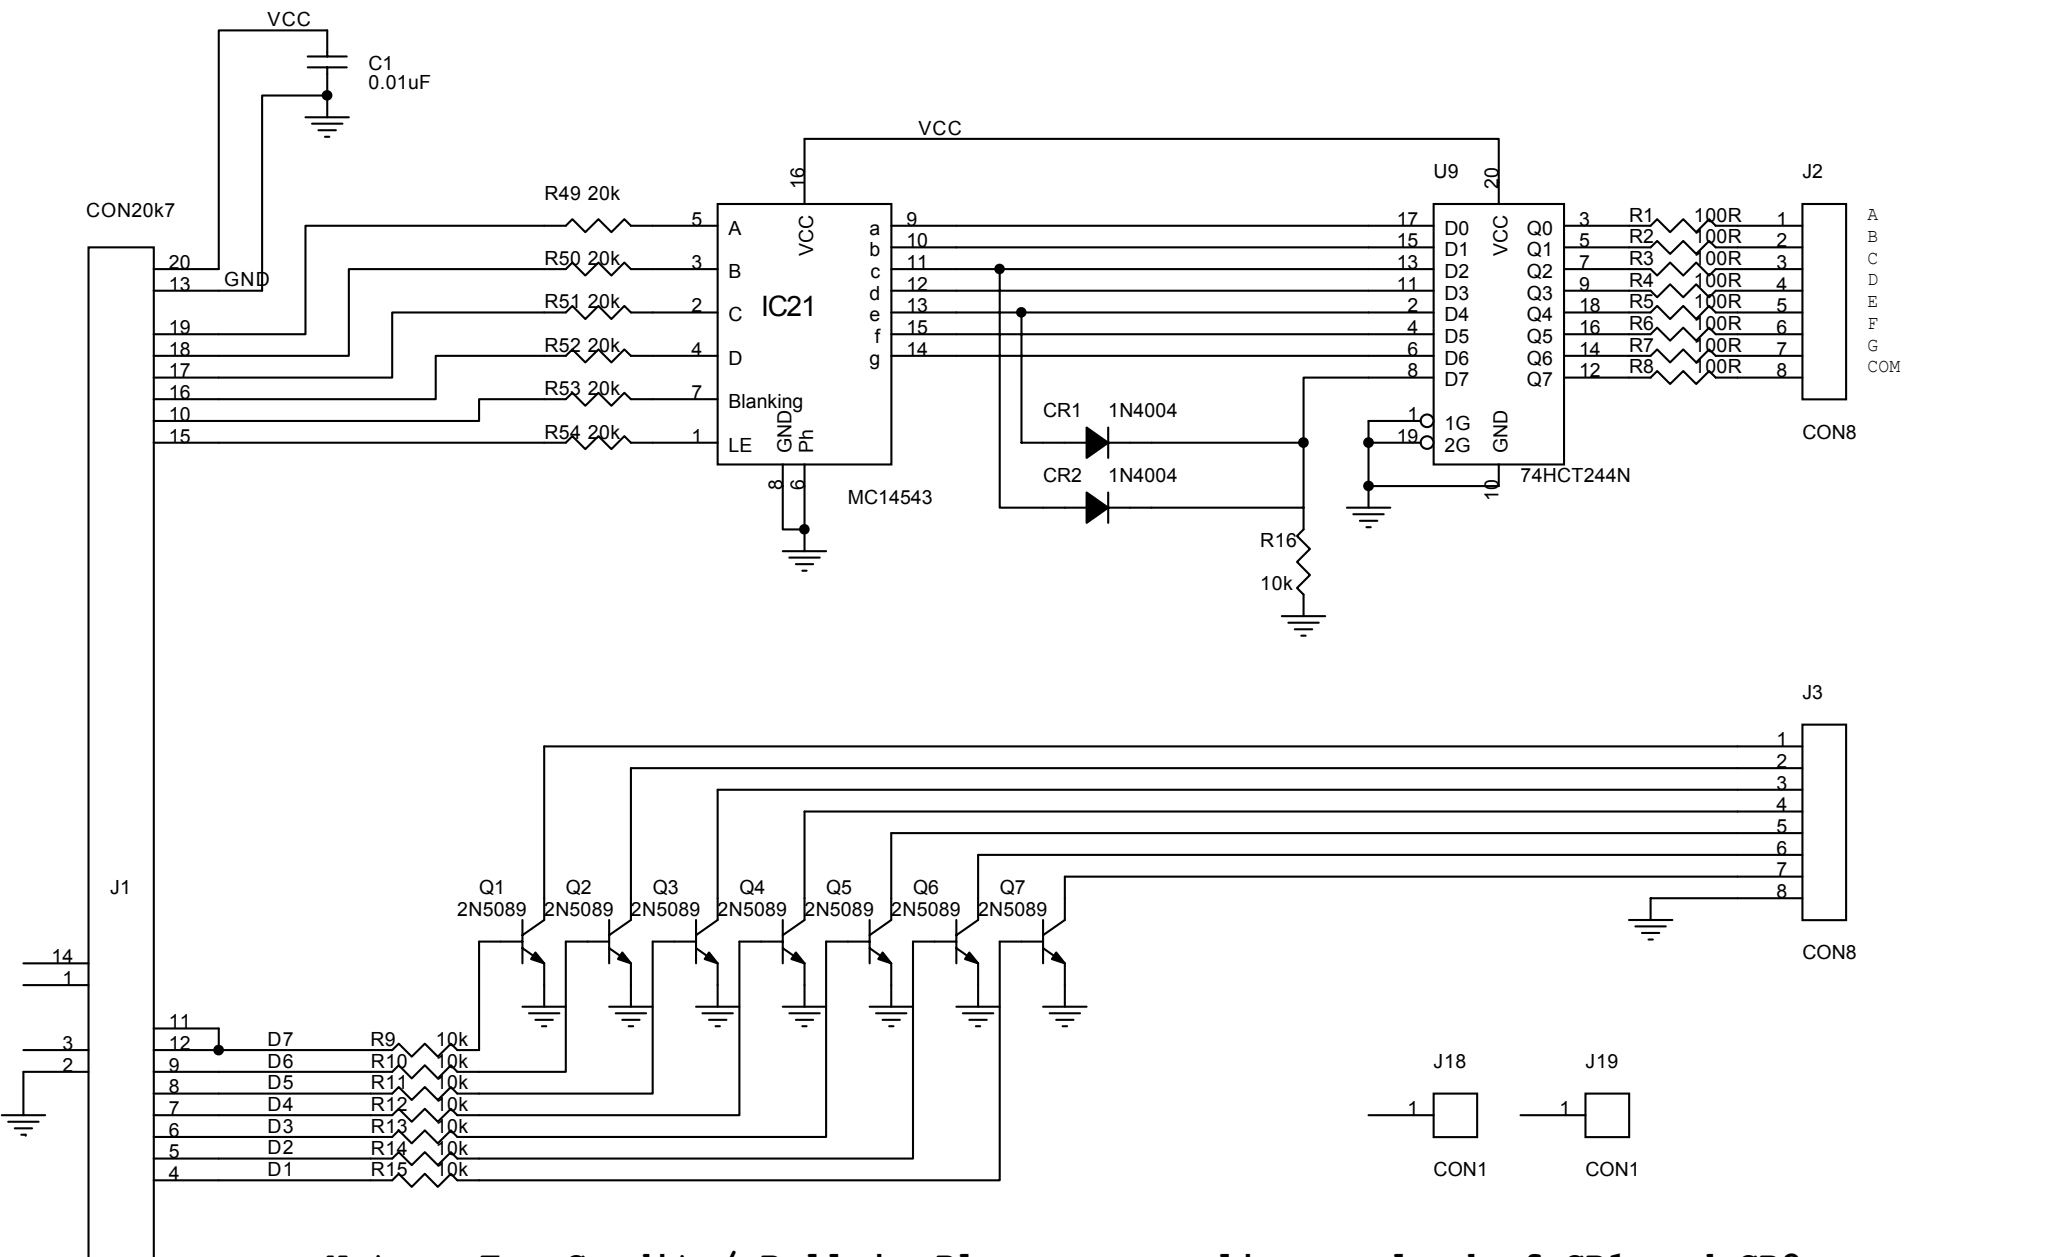 VCC
C1
0.01uF
VCC
CON20k7
20
13
GND
19
18
17
16
10
15
R49 20k
R50 20k
R51 20k
R52 20k
R53 20k
R54 20k
5
3
2
4
7
1
16
A
B
C
D
Blanking
LE
VCC
IC21
GND
Ph
a
b
c
d
e
f
g
8
6
MC14543
9
10
11
12
13
15
14
CR1 1N4004
CR2 1N4004
R16
10k
U9
20
17
15
13
11
2
4
6
8
1
19
D0
D1
D2
D3
D4
D5
D6
D7
1G
2G
VCC
GND
Q0
Q1
Q2
Q3
Q4
Q5
Q6
Q7
10
74HCT244N
3
5
7
9
18
16
14
12
R1 100R
R2 100R
R3 100R
R4 100R
R5 100R
R6 100R
R7 100R
R8 100R
J2
1
2
3
4
5
6
7
8
A
B
C
D
E
F
G
COM
CON8
J3
1
2
3
4
5
6
7
8
CON8
J1
Q1
2N5089
Q2
2N5089
Q3
2N5089
Q4
2N5089
Q5
2N5089
Q6
2N5089
Q7
2N5089
14
1
3
2
11
12 D7 R9 10k
9 D6 R10 10k
8 D5 R11 10k
7 D4 R12 10k
6 D3 R13 10k
5 D2 R14 10k
4 D1 R15 10k
J18
1
CON1
J19
1
CON1